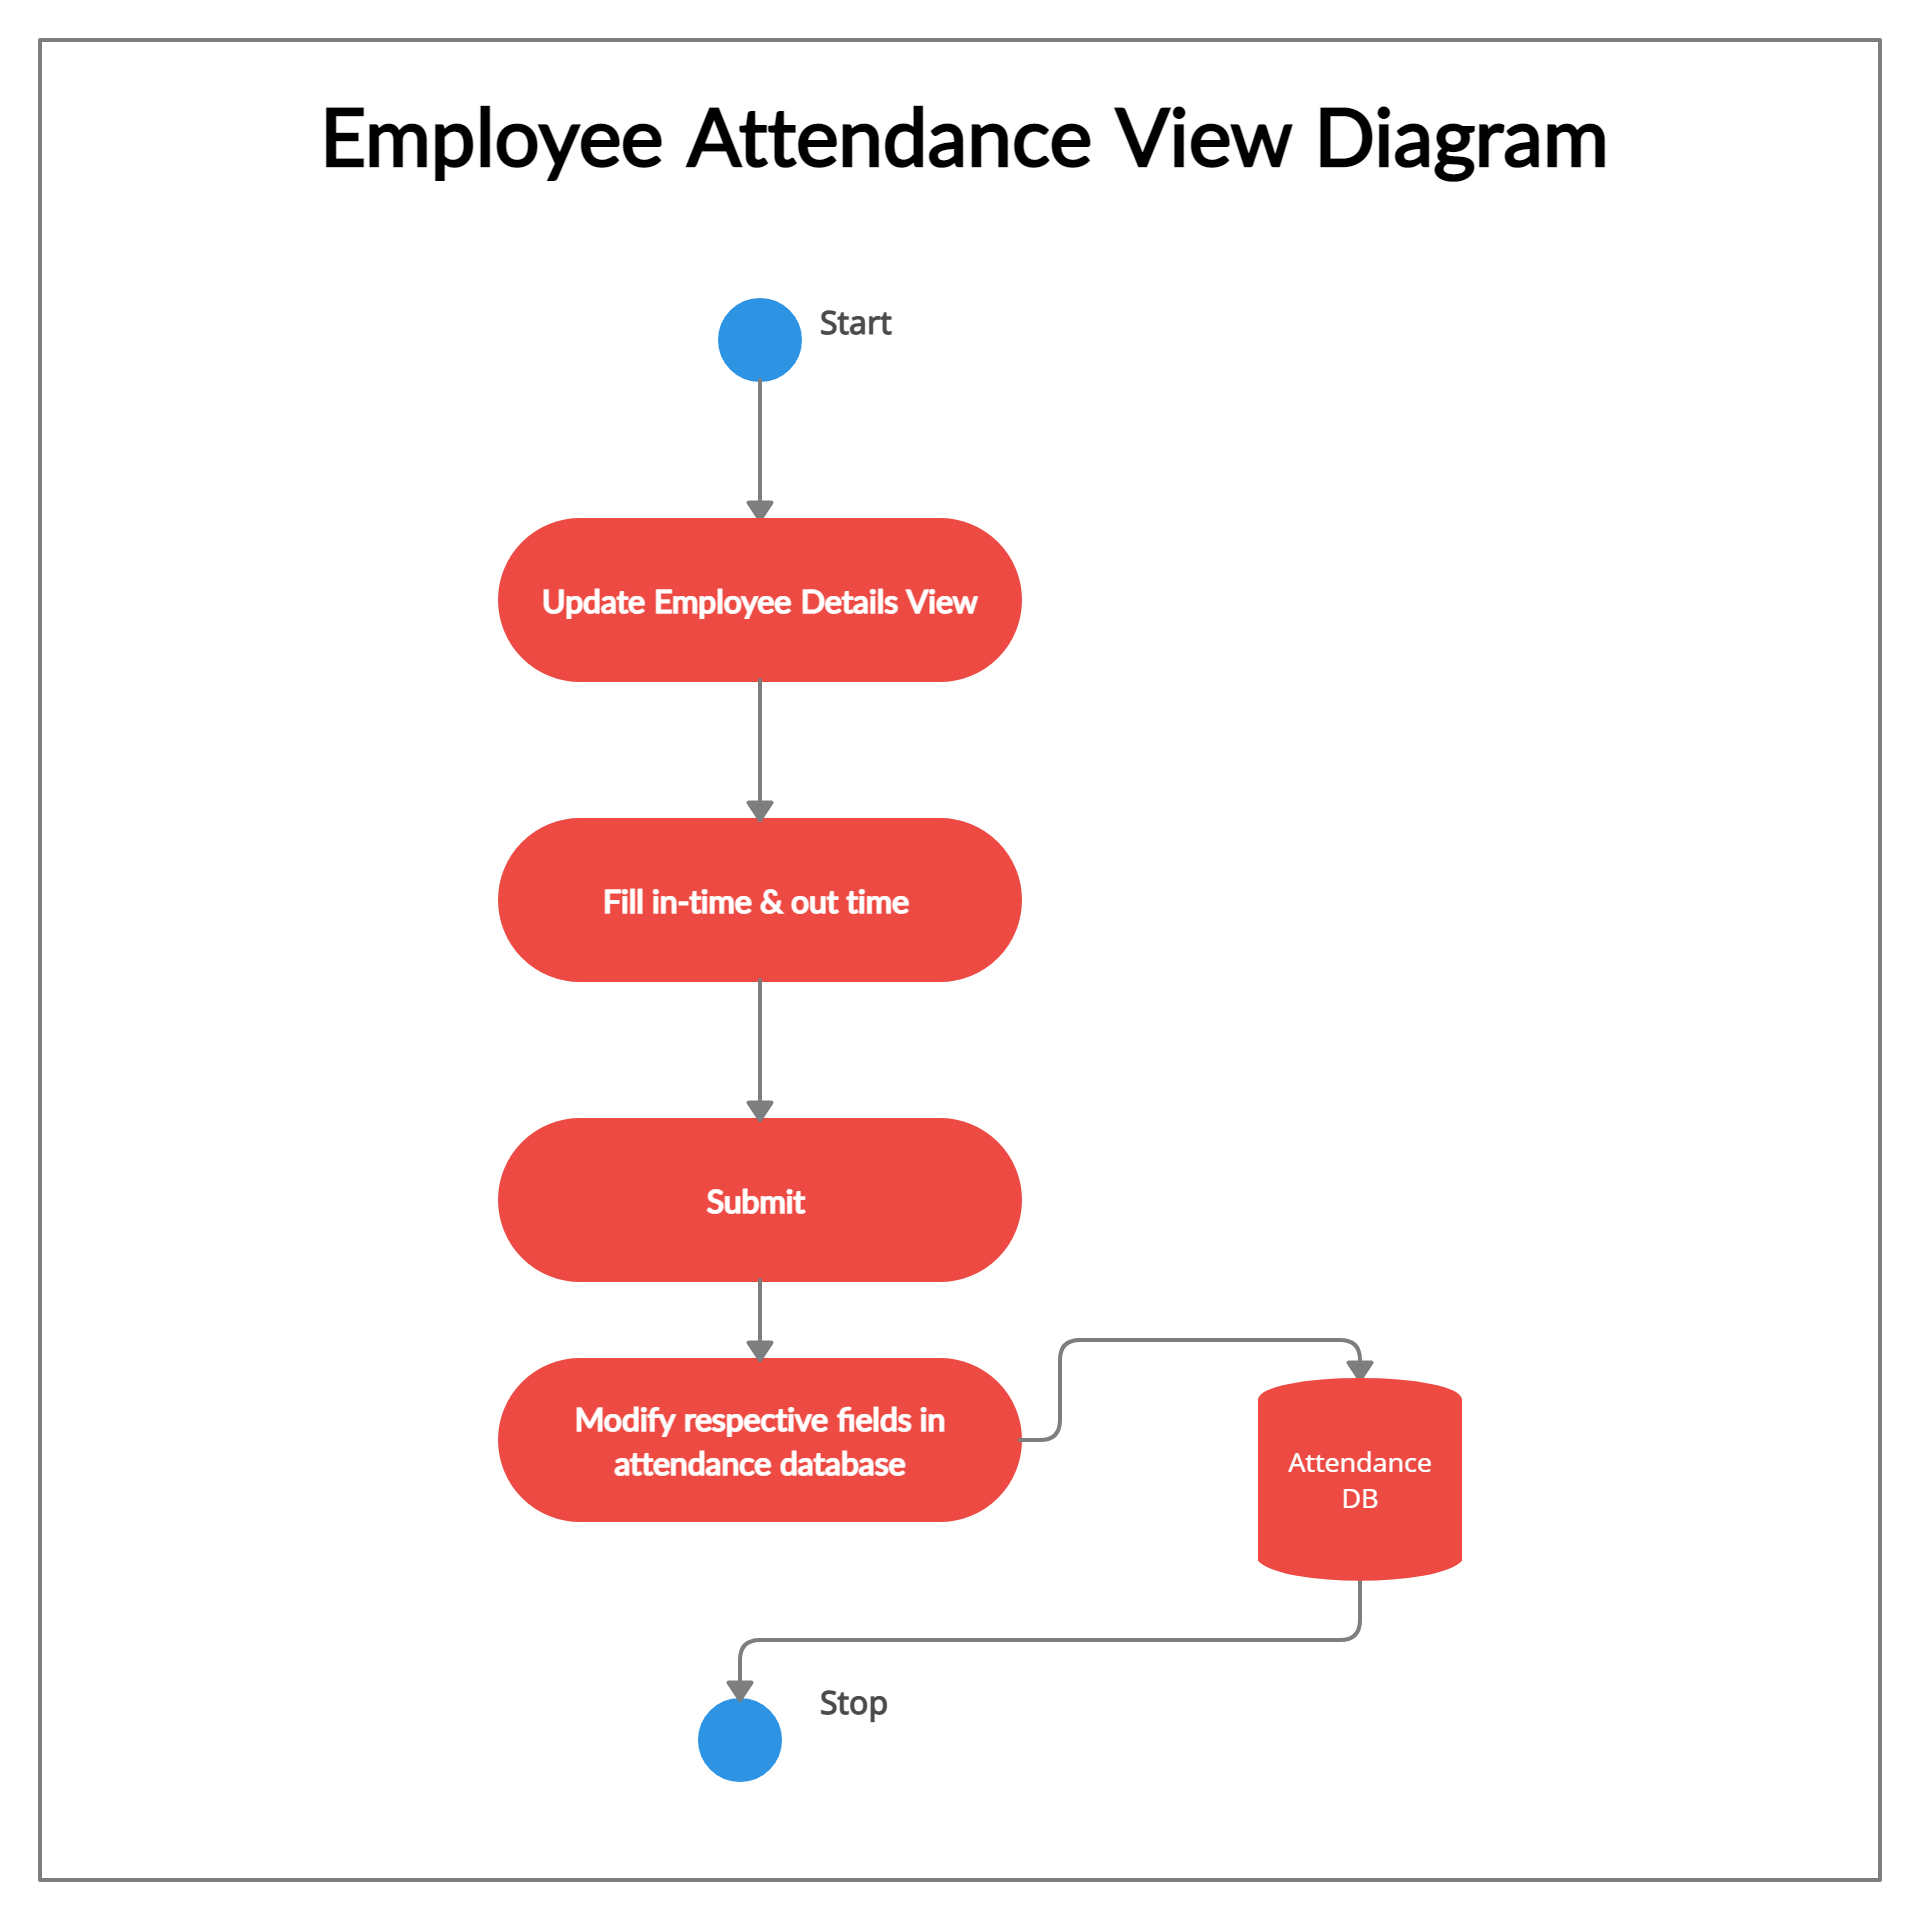 Employee Attendance View Diagram
Start
Update Employee Details View
Fill in-time & out time
Submit
Modify respective fields in
attendance database
Attendance
DB
Stop